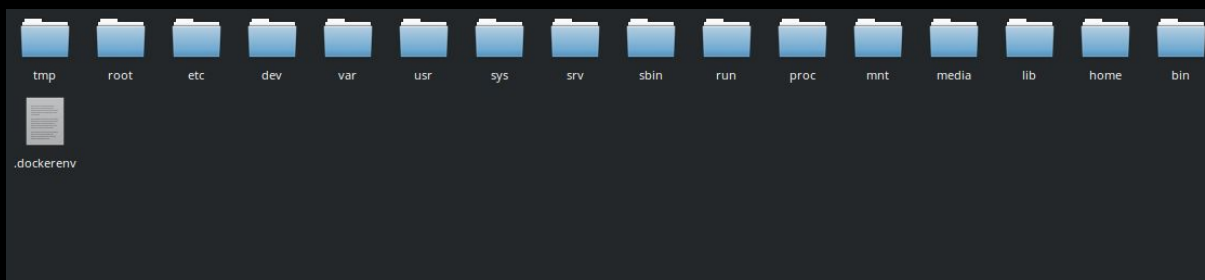 tmp root etc dev var usr sys srv sbin run proc mnt media lib home bin
.dockerenv